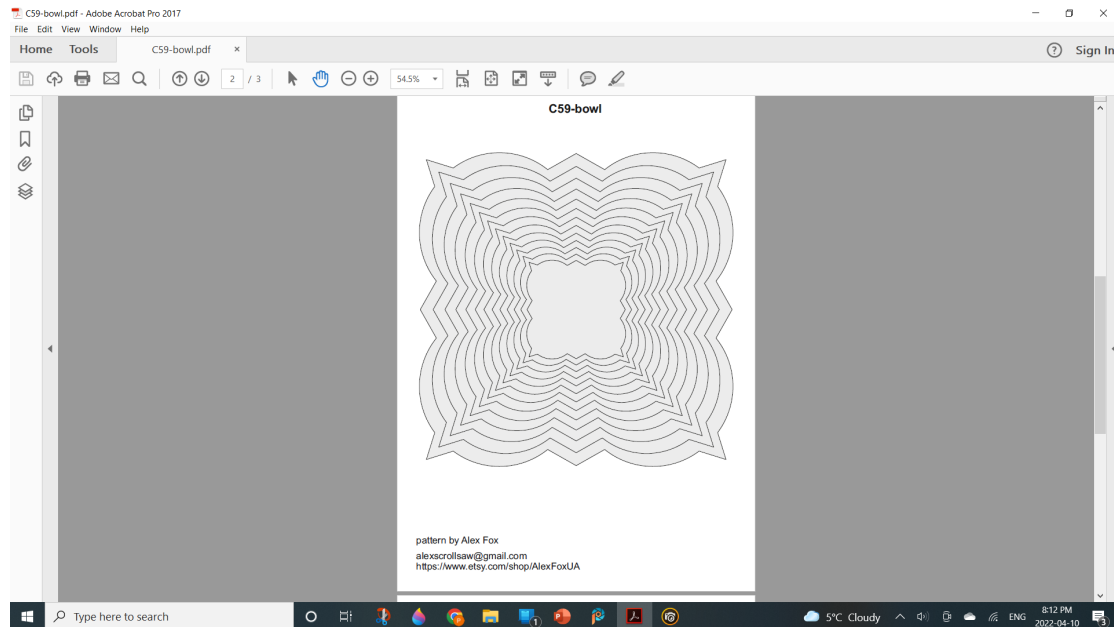 C59-bowl.pdf - Adobe Acrobat Pro 2017
File Edit View Window Help
Home Tools C59-bowl.pdf × Sign In
2 / 3 54.5%
C59-bowl
pattern by Alex Fox
alexscrollsaw@gmail.com
https://www.etsy.com/shop/AlexFoxUA
Type here to search 1 5°C Cloudy ENG 8:12 PM
2022-04-10 3